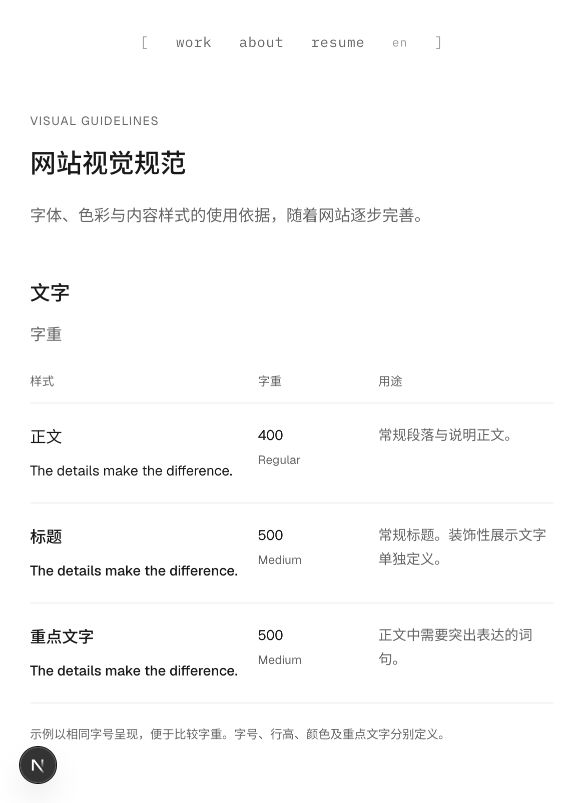 [ work about resume en ]
VISUAL GUIDELINES
网站视觉规范
字体、色彩与内容样式的使用依据，随着网站逐步完善。
文字
字重
样式 字重 用途
正文 400 常规段落与说明正文。
The details make the difference. Regular
标题 500 常规标题。装饰性展示文字
The details make the difference. Medium 单独定义。
重点文字 500 正文中需要突出表达的词
The details make the difference. Medium 句。
示例以相同字号呈现，便于比较字重。字号、行高、颜色及重点文字分别定义。
N